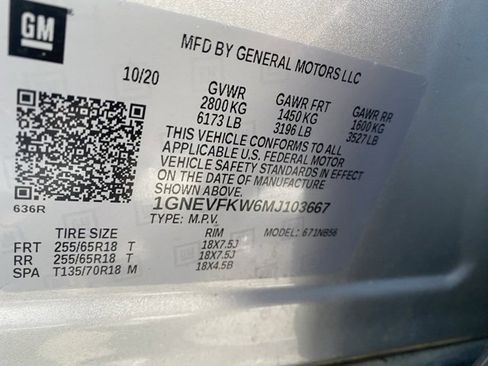 GM
MFD BY GENERAL MOTORS LLC
10/20
GVWR GAWR FRT GAWR RR
2800 KG 1450 KG 1600 KG
6173 LB 3196 LB 3527 LB
THIS VEHICLE CONFORMS TO ALL
APPLICABLE U.S. FEDERAL MOTOR
VEHICLE SAFETY STANDARDS IN EFFECT
ON THE DATE OF MANUFACTURE
SHOWN ABOVE.
1GNEVFKW6MJ103667
636R
TYPE: M.P.V. MODEL: 671NB56
TIRE SIZE RIM
FRT 255/65R18 T 18X7.5J
RR 255/65R18 T 18X7.5J
SPA T135/70R18 M 18X4.5B